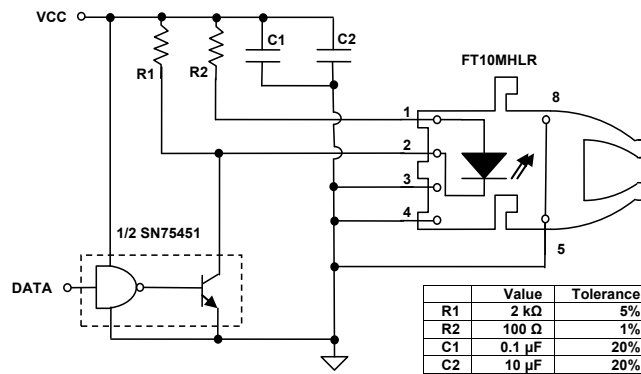 VCC
C1
C2
R1
R2
FT10MHLR
8
1
2
3
4
5
1/2 SN75451
DATA
Value Tolerance
R1 2 kΩ 5%
R2 100 Ω 1%
C1 0.1 µF 20%
C2 10 µF 20%